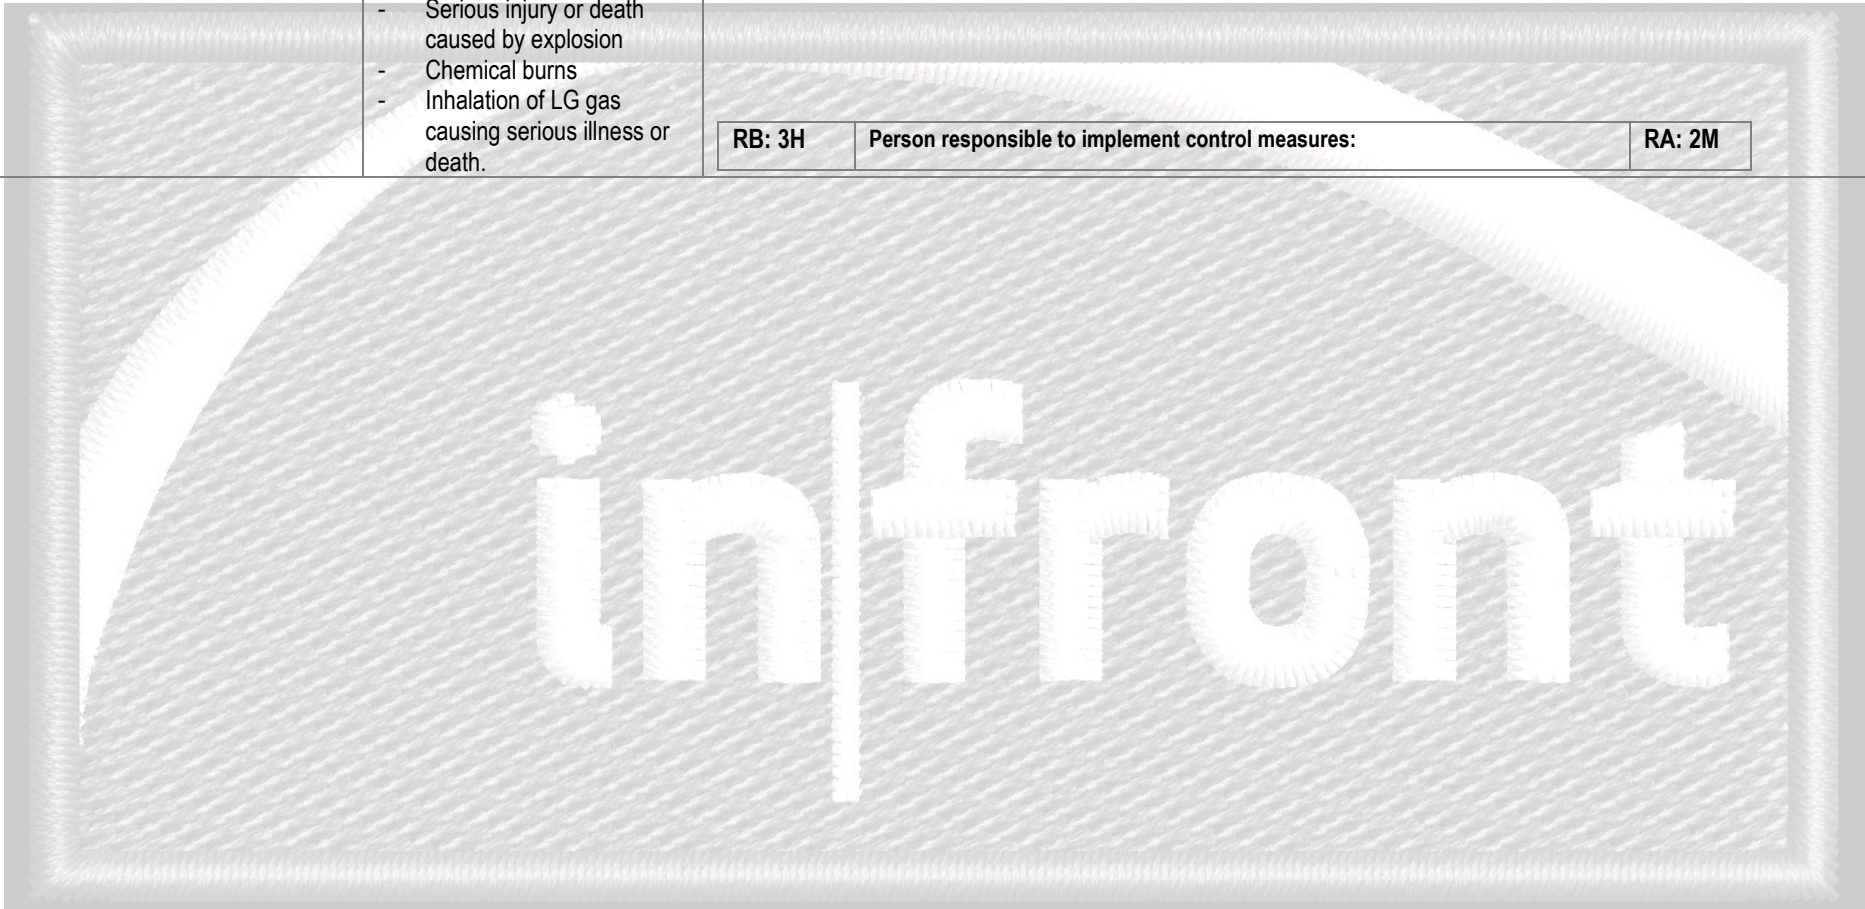 - Serious injury or death
caused by explosion
- Chemical burns
- Inhalation of LG gas
causing serious illness or
death.
RB: 3H Person responsible to implement control measures: RA: 2M
in|front